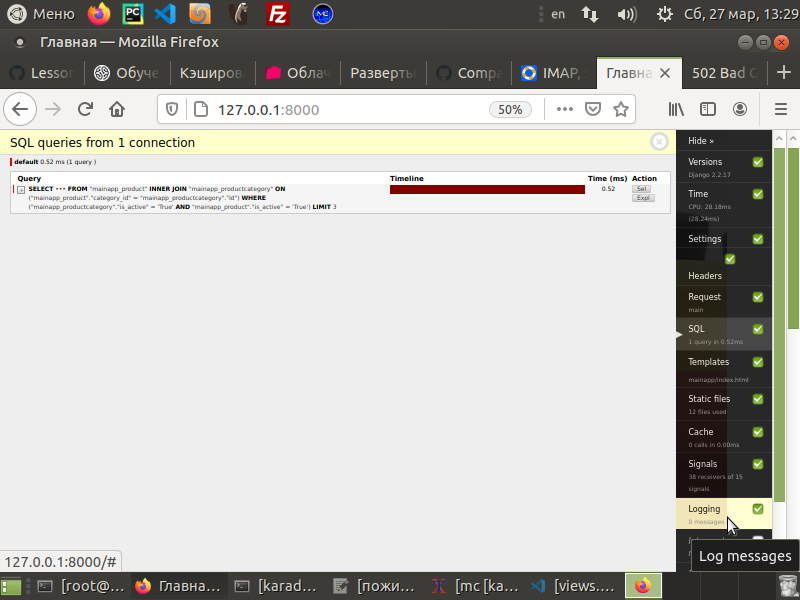 Меню
en
Сб, 27 мар, 13:29
Главная — Mozilla Firefox
Lessor
Обуче
Кэширов
Облач
Разверты
Compa
IMAP,
Главна
502 Bad G
127.0.0.1:8000
50%
SQL queries from 1 connection
default 0.52 ms (1 query )
Query
Timeline
Time (ms)
Action
SELECT ••• FROM "mainapp_product" INNER JOIN "mainapp_productcategory" ON
("mainapp_product"."category_id" = "mainapp_productcategory"."id") WHERE
("mainapp_productcategory"."is_active" = 'True' AND "mainapp_product"."is_active" = 'True') LIMIT 3
0.52
Sel
Expl
Hide »
Versions
Django 2.2.17
Time
CPU: 28.18ms
(28.24ms)
Settings
Headers
Request
main
SQL
1 query in 0.52ms
Templates
mainapp/index.html
Static files
12 files used
Cache
0 calls in 0.00ms
Signals
38 receivers of 15
signals
Logging
0 messages
Log messages
127.0.0.1:8000/#
[root@...
Главна...
[karad...
[пожи...
[mc [ka...
[views....